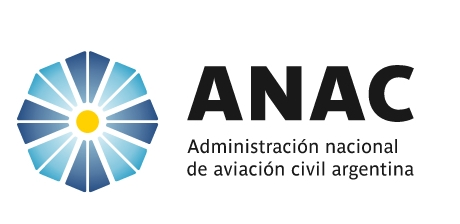 ANAC
Administración nacional
de aviación civil argentina